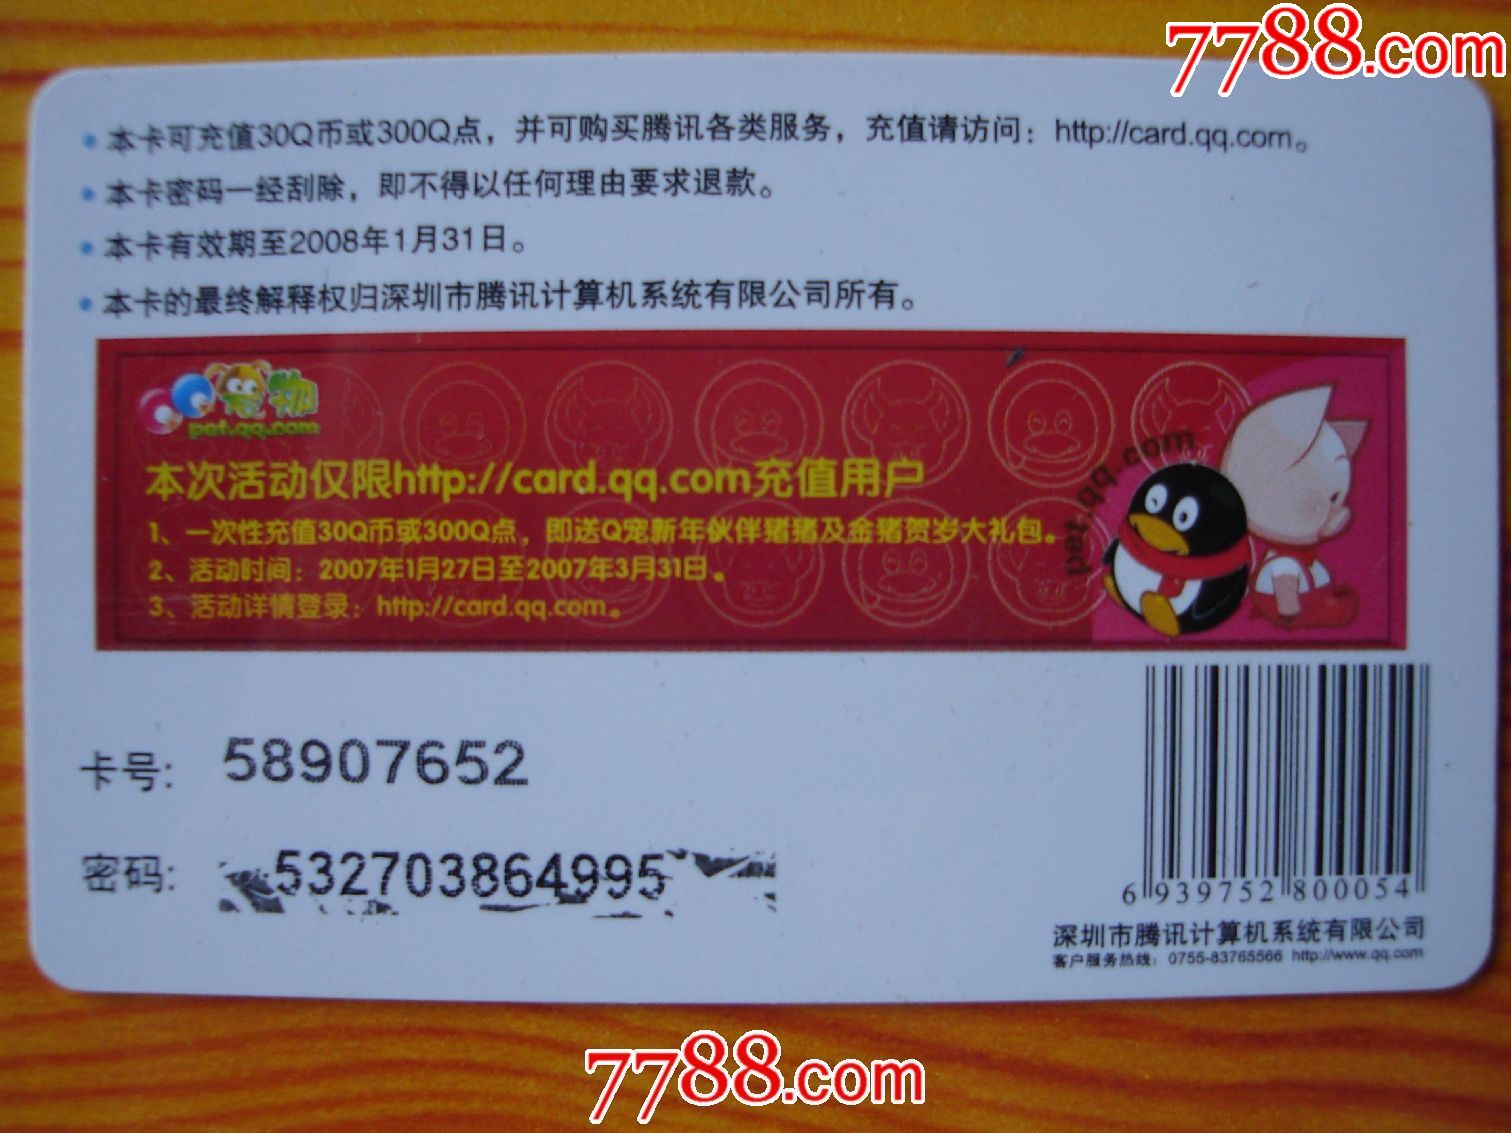 7788.com
本卡可充值30Q币或300Q点，并可购买腾讯各类服务，充值请访问：http://card.qq.com。
本卡密码一经刮除，即不得以任何理由要求退款。
本卡有效期至2008年1月31日。
本卡的最终解释权归深圳市腾讯计算机系统有限公司所有。
QQ宠物
pet.qq.com
本次活动仅限http://card.qq.com充值用户
1、一次性充值30Q币或300Q点，即送Q宠新年伙伴猪猪及金猪贺岁大礼包。
2、活动时间：2007年1月27日至2007年3月31日。
3、活动详情登录：http://card.qq.com。
pet.qq.com
卡号: 58907652
密码: 532703864995
6 939752 800054
深圳市腾讯计算机系统有限公司
客户服务热线：0755-83765566 http://www.qq.com
7788.com